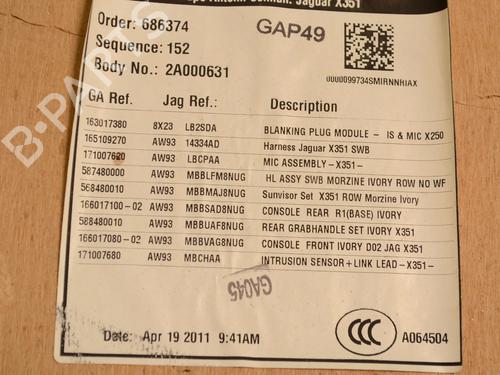 Jaguar X351
Order: 686374
GAP49
Sequence: 152
Body No.: 2A000631
0000099734SMIRNNHIAX
GA Ref. Jag Ref. Description
163017380 8X23 LB2SDA BLANKING PLUG MODULE - IS & MIC X250
165109270 AW93 14334AD Harness Jaguar X351 SWB
171007620 AW93 LBCPAA MIC ASSEMBLY -X351-
587480000 AW93 MBBLFM8NUG HL ASSY SWB MORZINE IVORY ROW NO WF
568480010 AW93 MBBMAJ8NUG Sunvisor Set X351 ROW Morzine Ivory
166017100-02 AW93 MBBSAD8NUG CONSOLE REAR R1(BASE) IVORY
588480010 AW93 MBBUAF8NUG REAR GRABHANDLE SET IVORY X351
166017080-02 AW93 MBBVAG8NUG CONSOLE FRONT IVORY D02 JAG X351
171007680 AW93 MBCHAA INTRUSION SENSOR+LINK LEAD-X351-
GA045
Date: Apr 19 2011 9:41AM
CCC
A064504
B-PARTS